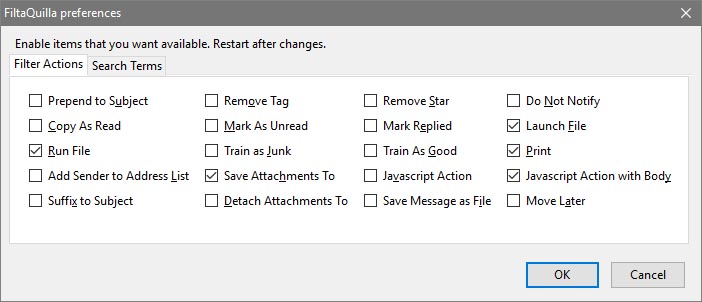 FiltaQuilla preferences
Enable items that you want available. Restart after changes.
Filter Actions Search Terms
Prepend to Subject Remove Tag Remove Star Do Not Notify
Copy As Read Mark As Unread Mark Replied Launch File
Run File Train as Junk Train As Good Print
Add Sender to Address List Save Attachments To Javascript Action Javascript Action with Body
Suffix to Subject Detach Attachments To Save Message as File Move Later
OK Cancel